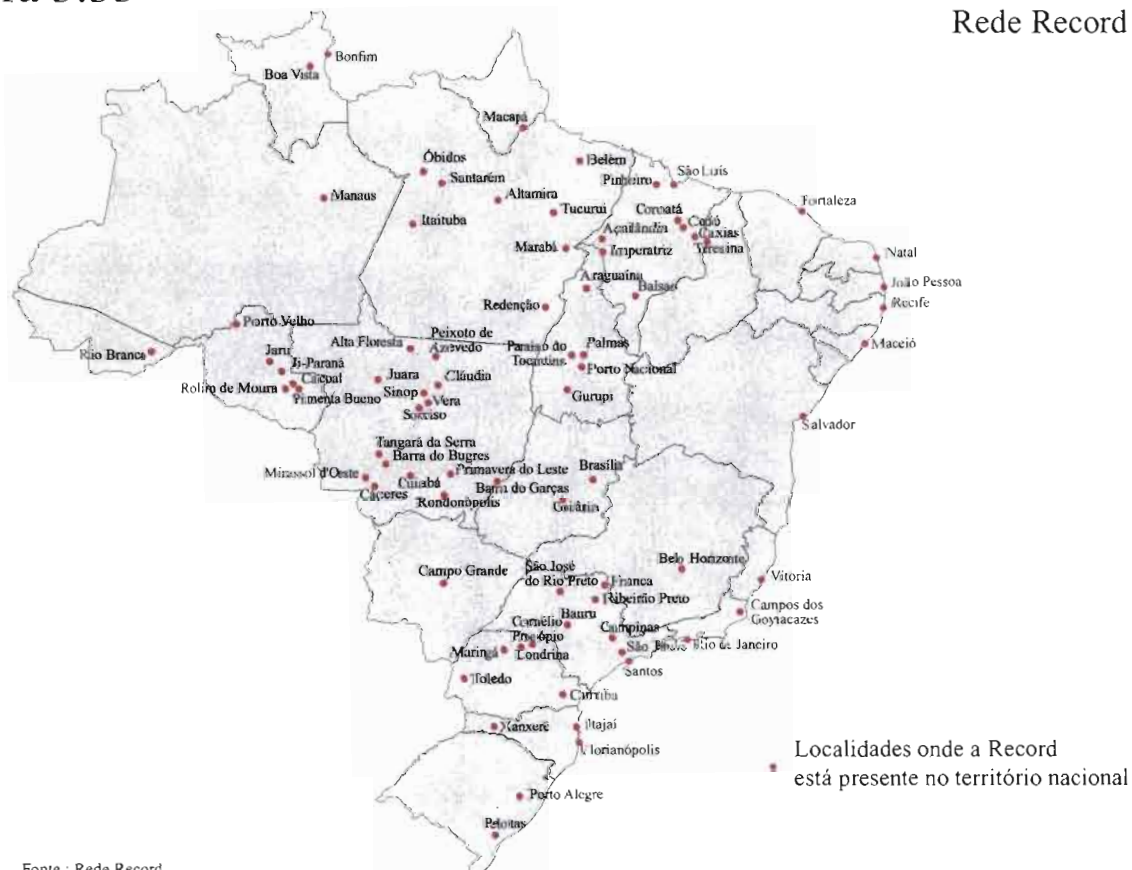 Rede Record
Bonfim
Boa Vista
Macapá
Óbidos
Santarém
Belém
Pinheiro
São Luís
Manaus
Altamira
Tucuruí
Fortaleza
Itaituba
Coroatá
Codó
Açailândia
Caxias
Teresina
Marabá
Imperatriz
Natal
Araguaína
Balsas
João Pessoa
Redenção
Recife
Porto Velho
Rio Branco
Alta Floresta
Peixoto de
Azevedo
Paraíso do
Tocantins
Palmas
Maceió
Jaru
Ji-Paraná
Cacoal
Rolim de Moura
Pimenta Bueno
Juara
Cláudia
Porto Nacional
Sinop
Vera
Sorriso
Gurupi
Salvador
Tangará da Serra
Barra do Bugres
Mirassol d'Oeste
Primavera do Leste
Brasília
Cuiabá
Barra do Garças
Cáceres
Rondonópolis
Goiânia
Campo Grande
São José
do Rio Preto
Franca
Belo Horizonte
Vitoria
Ribeirão Preto
Campos dos
Goytacazes
Bauru
Cornélio
Procópio
Campinas
Maringá
Londrina
São Paulo
Rio de Janeiro
Santos
Toledo
Curitiba
Xanxerê
Itajaí
Florianópolis
Localidades onde a Record
está presente no território nacional
Porto Alegre
Pelotas
Fonte : Rede Record